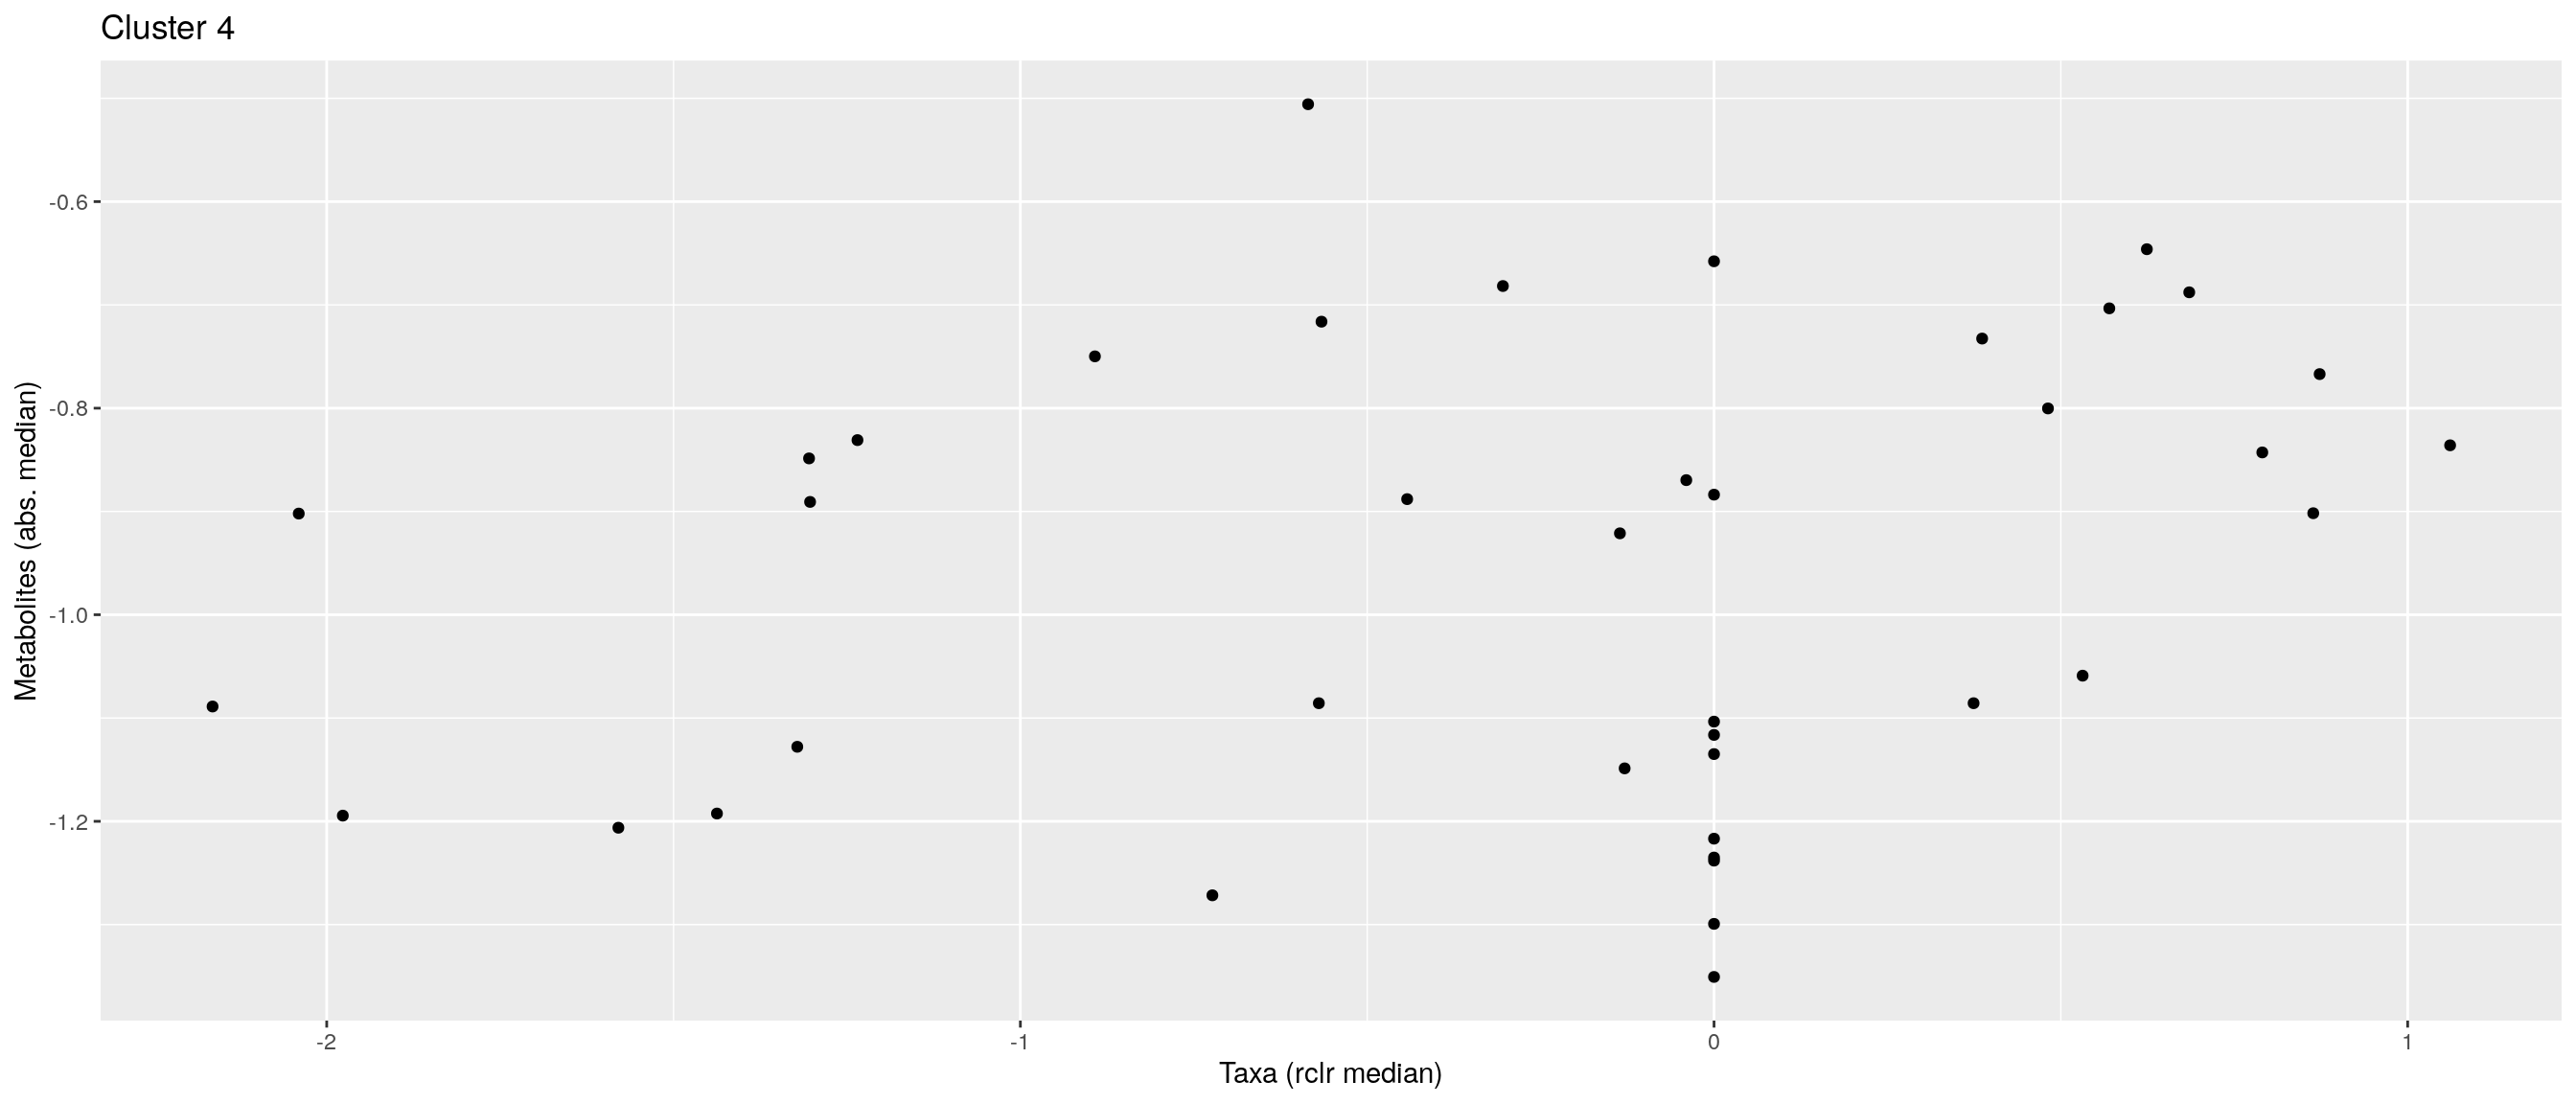 Cluster 4
Metabolites (abs. median)
-0.6
-0.8
-1.0
-1.2
-2
-1
0
1
Taxa (rclr median)